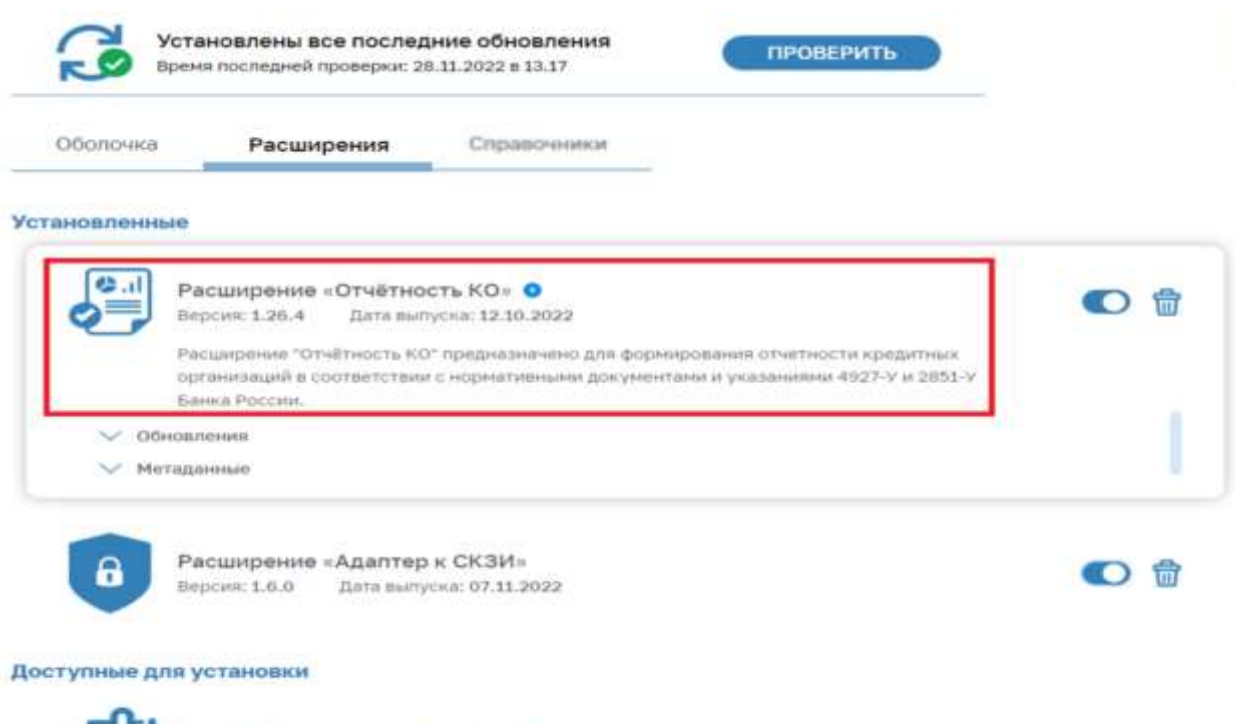 Установлены все последние обновления
Время последней проверки: 28.11.2022 в 13.17
ПРОВЕРИТЬ
Оболочка Расширения Справочники
Установленные
Расширение «Отчётность КО»
Версия: 1.26.4 Дата выпуска: 12.10.2022
Расширение "Отчётность КО" предназначено для формирования отчетности кредитных
организаций в соответствии с нормативными документами и указаниями 4927-У и 2851-У
Банка России.
Обновления
Метаданные
Расширение «Адаптер к СКЗИ»
Версия: 1.6.0 Дата выпуска: 07.11.2022
Доступные для установки